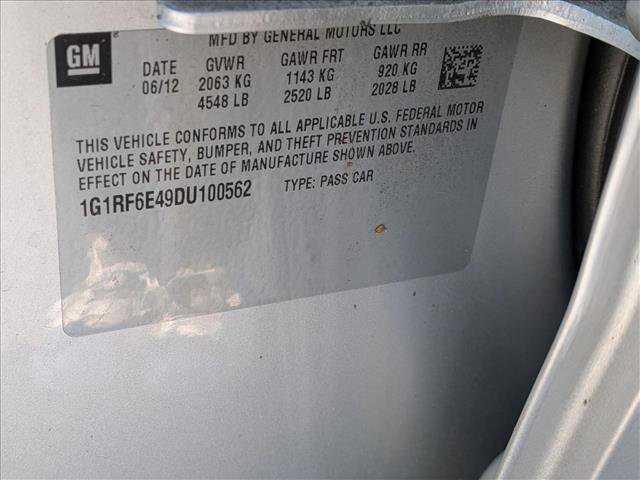 GM
MFD BY GENERAL MOTORS LLC
DATE GVWR GAWR FRT GAWR RR
06/12 2063 KG 1143 KG 920 KG
4548 LB 2520 LB 2028 LB
THIS VEHICLE CONFORMS TO ALL APPLICABLE U.S. FEDERAL MOTOR
VEHICLE SAFETY, BUMPER, AND THEFT PREVENTION STANDARDS IN
EFFECT ON THE DATE OF MANUFACTURE SHOWN ABOVE.
1G1RF6E49DU100562 TYPE: PASS CAR